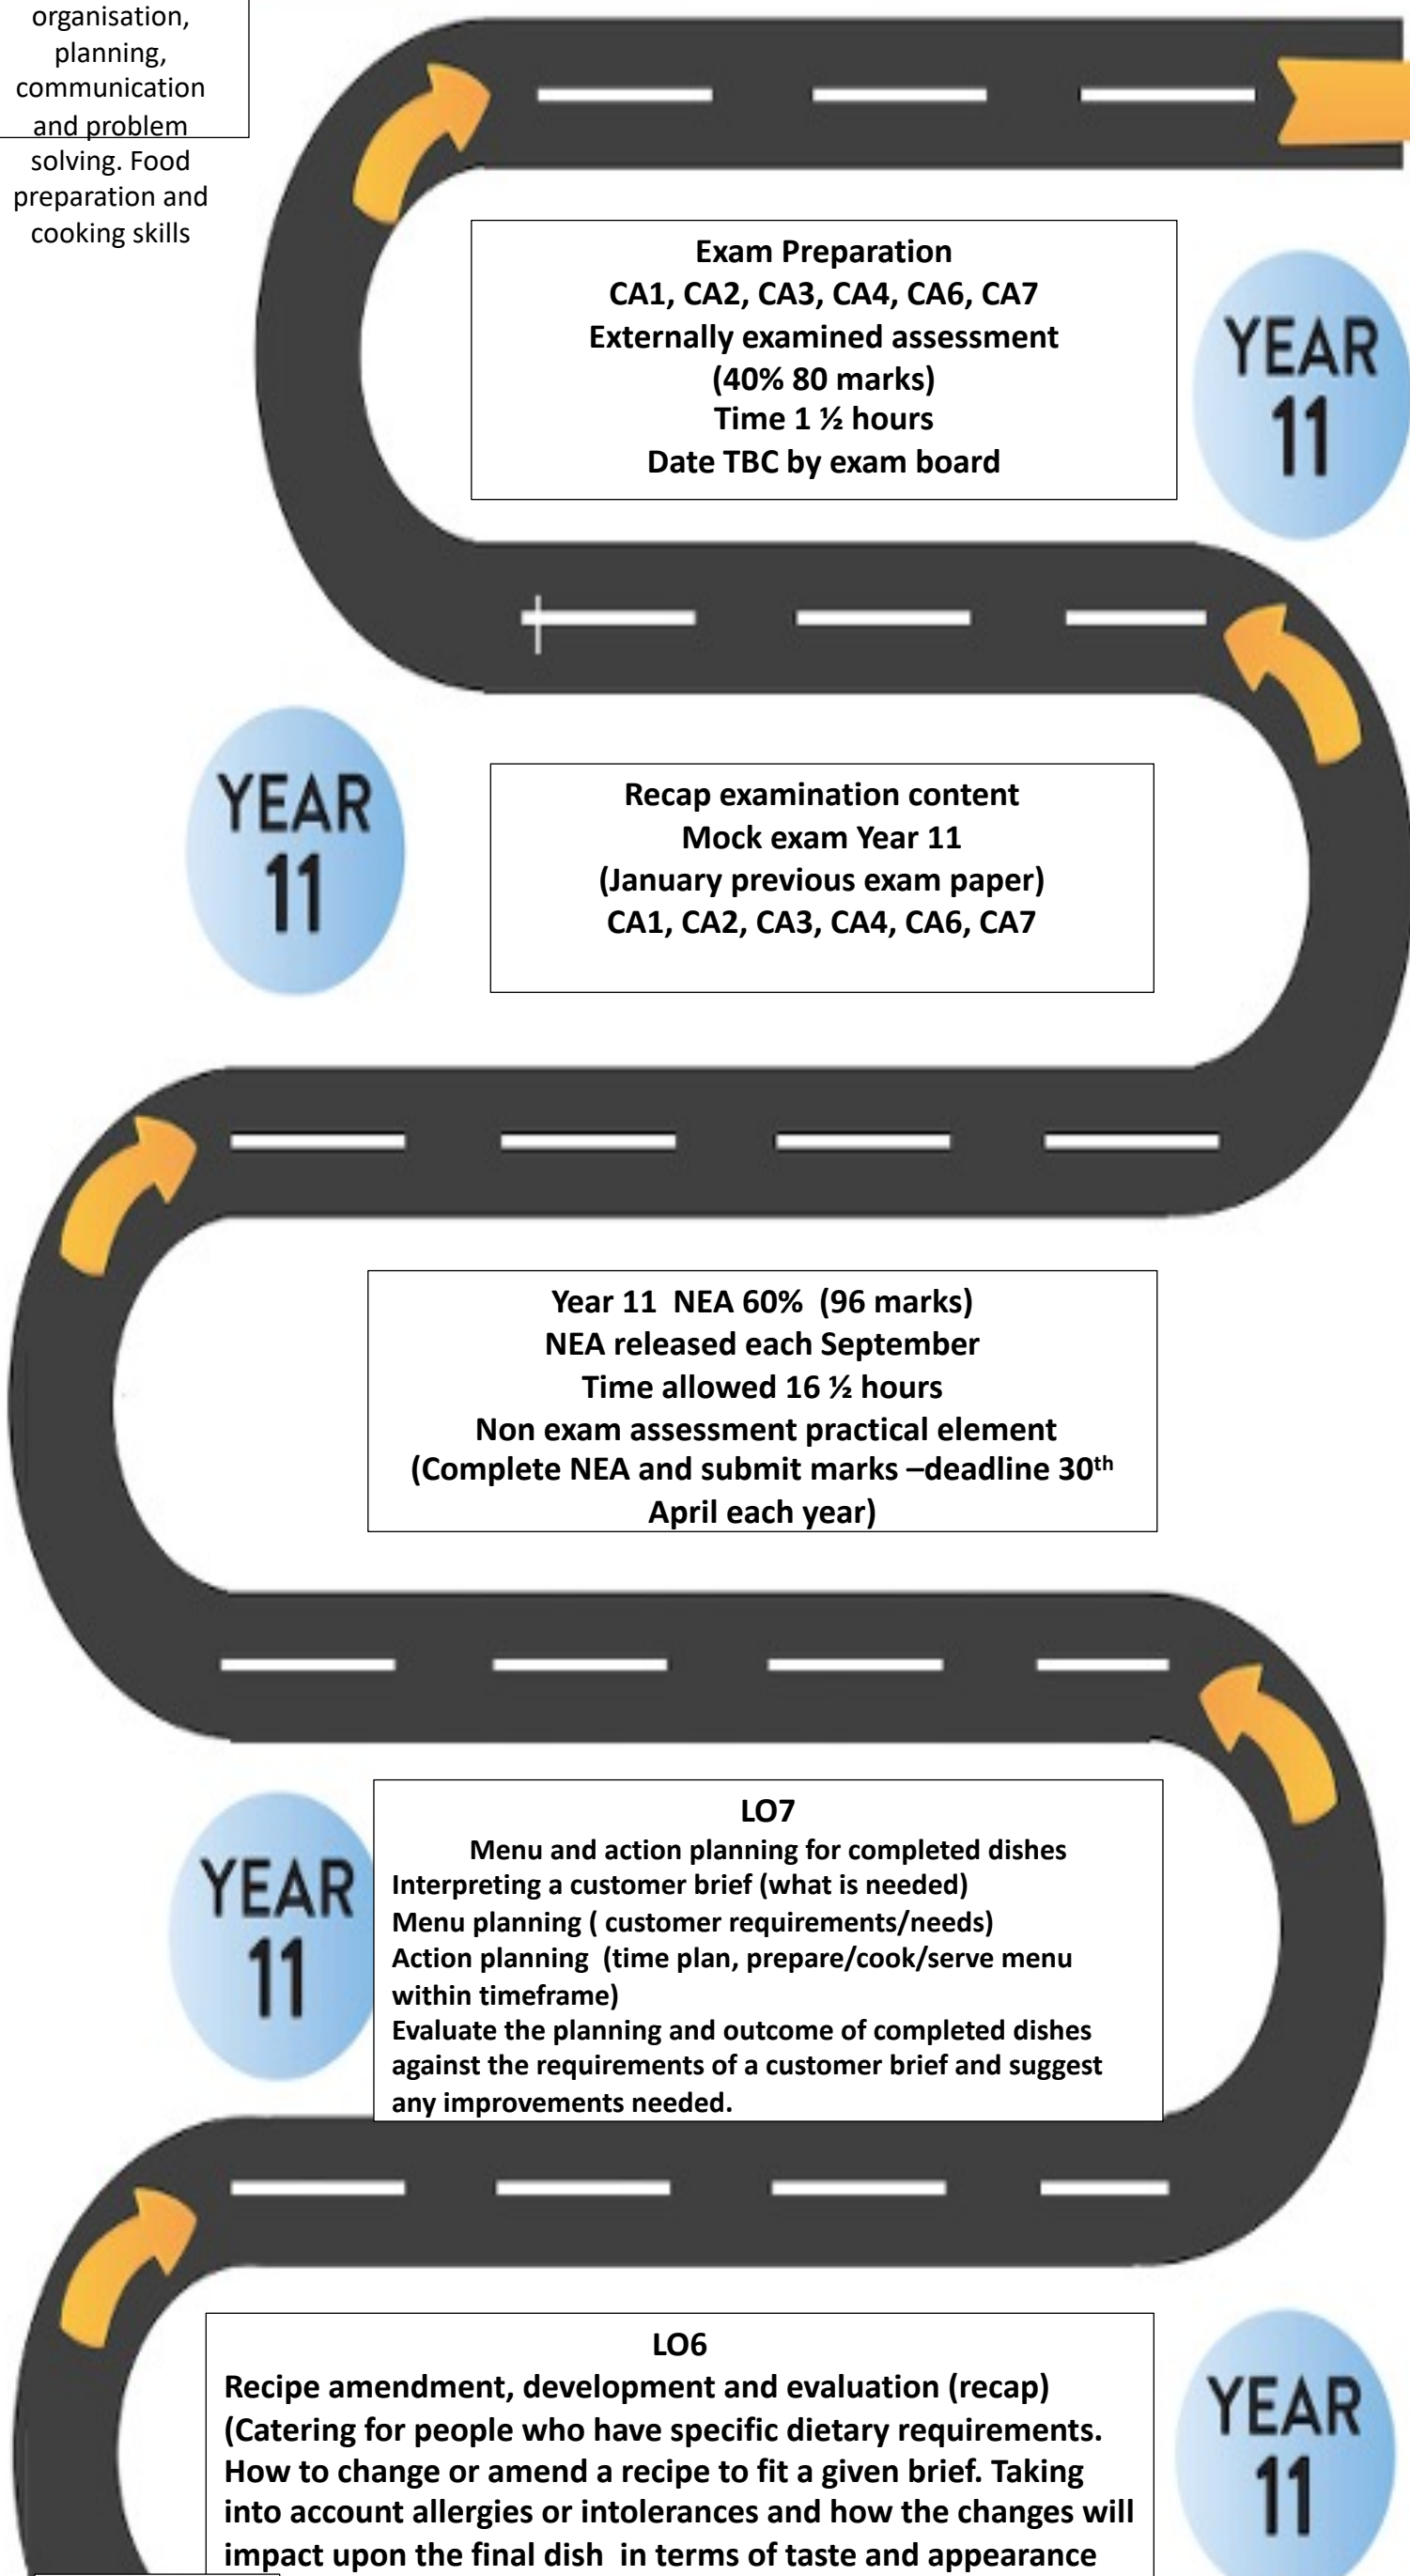 organisation,
planning,
communication
and problem
solving. Food
preparation and
cooking skills
Exam Preparation
CA1, CA2, CA3, CA4, CA6, CA7
Externally examined assessment
(40% 80 marks)
Time 1 ½ hours
Date TBC by exam board
YEAR
11
YEAR
11
Recap examination content
Mock exam Year 11
(January previous exam paper)
CA1, CA2, CA3, CA4, CA6, CA7
Year 11  NEA 60%  (96 marks)
NEA released each September
Time allowed 16 ½ hours
Non exam assessment practical element
(Complete NEA and submit marks –deadline 30th
April each year)
YEAR
11
LO7
Menu and action planning for completed dishes
Interpreting a customer brief (what is needed)
Menu planning ( customer requirements/needs)
Action planning  (time plan, prepare/cook/serve menu
within timeframe)
Evaluate the planning and outcome of completed dishes
against the requirements of a customer brief and suggest
any improvements needed.
LO6
Recipe amendment, development and evaluation (recap)
(Catering for people who have specific dietary requirements.
How to change or amend a recipe to fit a given brief. Taking
into account allergies or intolerances and how the changes will
impact upon the final dish  in terms of taste and appearance
YEAR
11